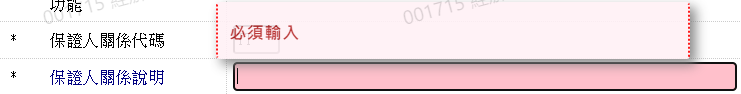 功能
001715
必須輸入
* 保證人關係代碼
* 保證人關係說明